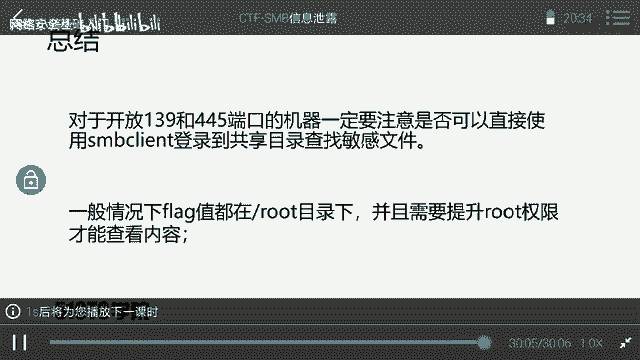 网络安全基础
bilibili
CTF-SMB信息泄露
20:34
总结
对于开放139和445端口的机器一定要注意是否可以直接使
用smbclient登录到共享目录查找敏感文件。
一般情况下flag值都在/root目录下，并且需要提升root权限
才能查看内容；
1s后将为您播放下一课时
30:05/30:06
1.0X